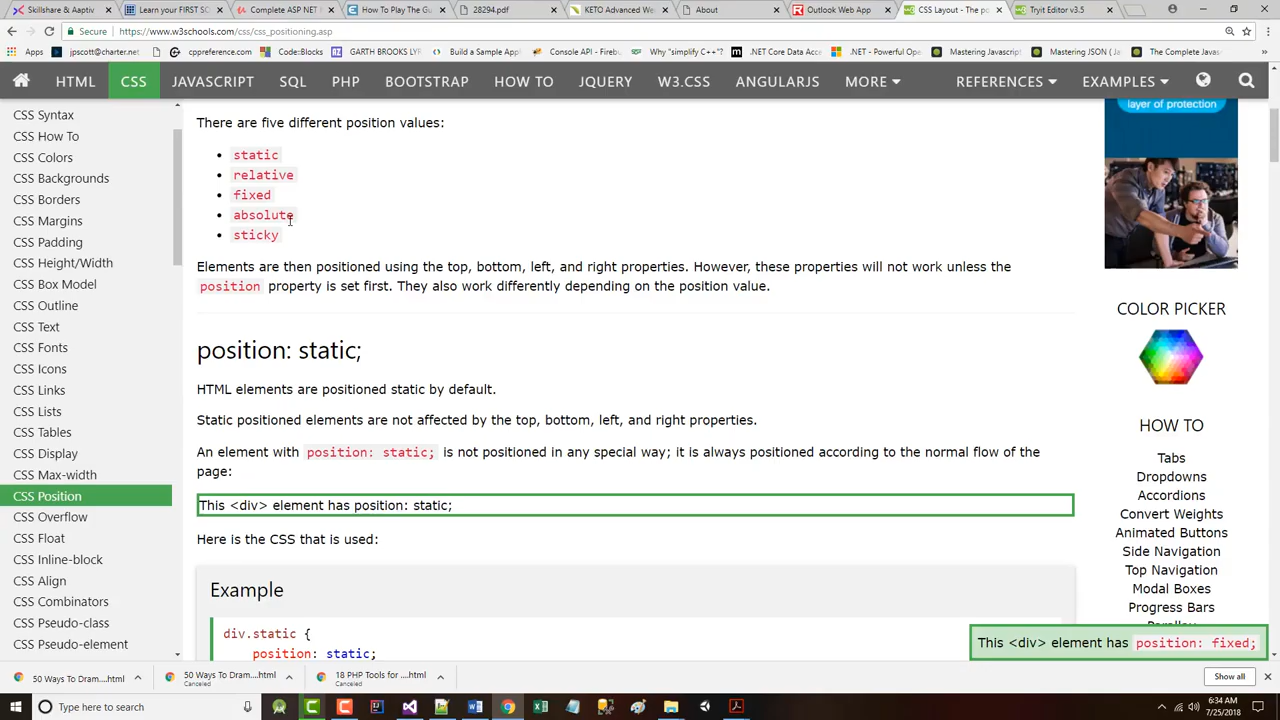 Skillshare & Aptiv
Learn your FIRST SC
Complete ASP.NET M
How To Play The Gu
28294.pdf
KETO Advanced Wei
About
Outlook Web App
CSS Layout - The po
Tryit Editor v3.5
Secure https://www.w3schools.com/css/css_positioning.asp
Apps jpscott@charter.net cppreference.com Code::Blocks GARTH BROOKS LYR Build a Sample App Console API - Firebu Why "simplify C++"? .NET Core Data Acce .NET - Powerful Ope Mastering Javascript Mastering JSON ( Ja The Complete Javasc
HTML CSS JAVASCRIPT SQL PHP BOOTSTRAP HOW TO JQUERY W3.CSS ANGULARJS MORE REFERENCES EXAMPLES
CSS Syntax
CSS How To
CSS Colors
CSS Backgrounds
CSS Borders
CSS Margins
CSS Padding
CSS Height/Width
CSS Box Model
CSS Outline
CSS Text
CSS Fonts
CSS Icons
CSS Links
CSS Lists
CSS Tables
CSS Display
CSS Max-width
CSS Position
CSS Overflow
CSS Float
CSS Inline-block
CSS Align
CSS Combinators
CSS Pseudo-class
CSS Pseudo-element
There are five different position values:
static
relative
fixed
absolute
sticky
Elements are then positioned using the top, bottom, left, and right properties. However, these properties will not work unless the
position property is set first. They also work differently depending on the position value.
position: static;
HTML elements are positioned static by default.
Static positioned elements are not affected by the top, bottom, left, and right properties.
An element with position: static; is not positioned in any special way; it is always positioned according to the normal flow of the
page:
This <div> element has position: static;
Here is the CSS that is used:
Example
div.static {
position: static;
layer of protection
COLOR PICKER
HOW TO
Tabs
Dropdowns
Accordions
Convert Weights
Animated Buttons
Side Navigation
Top Navigation
Modal Boxes
Progress Bars
Parallax
This <div> element has position: fixed;
50 Ways To Dram....html
50 Ways To Dram....html
Canceled
18 PHP Tools for ....html
Canceled
Show all
Type here to search
6:34 AM
7/25/2018